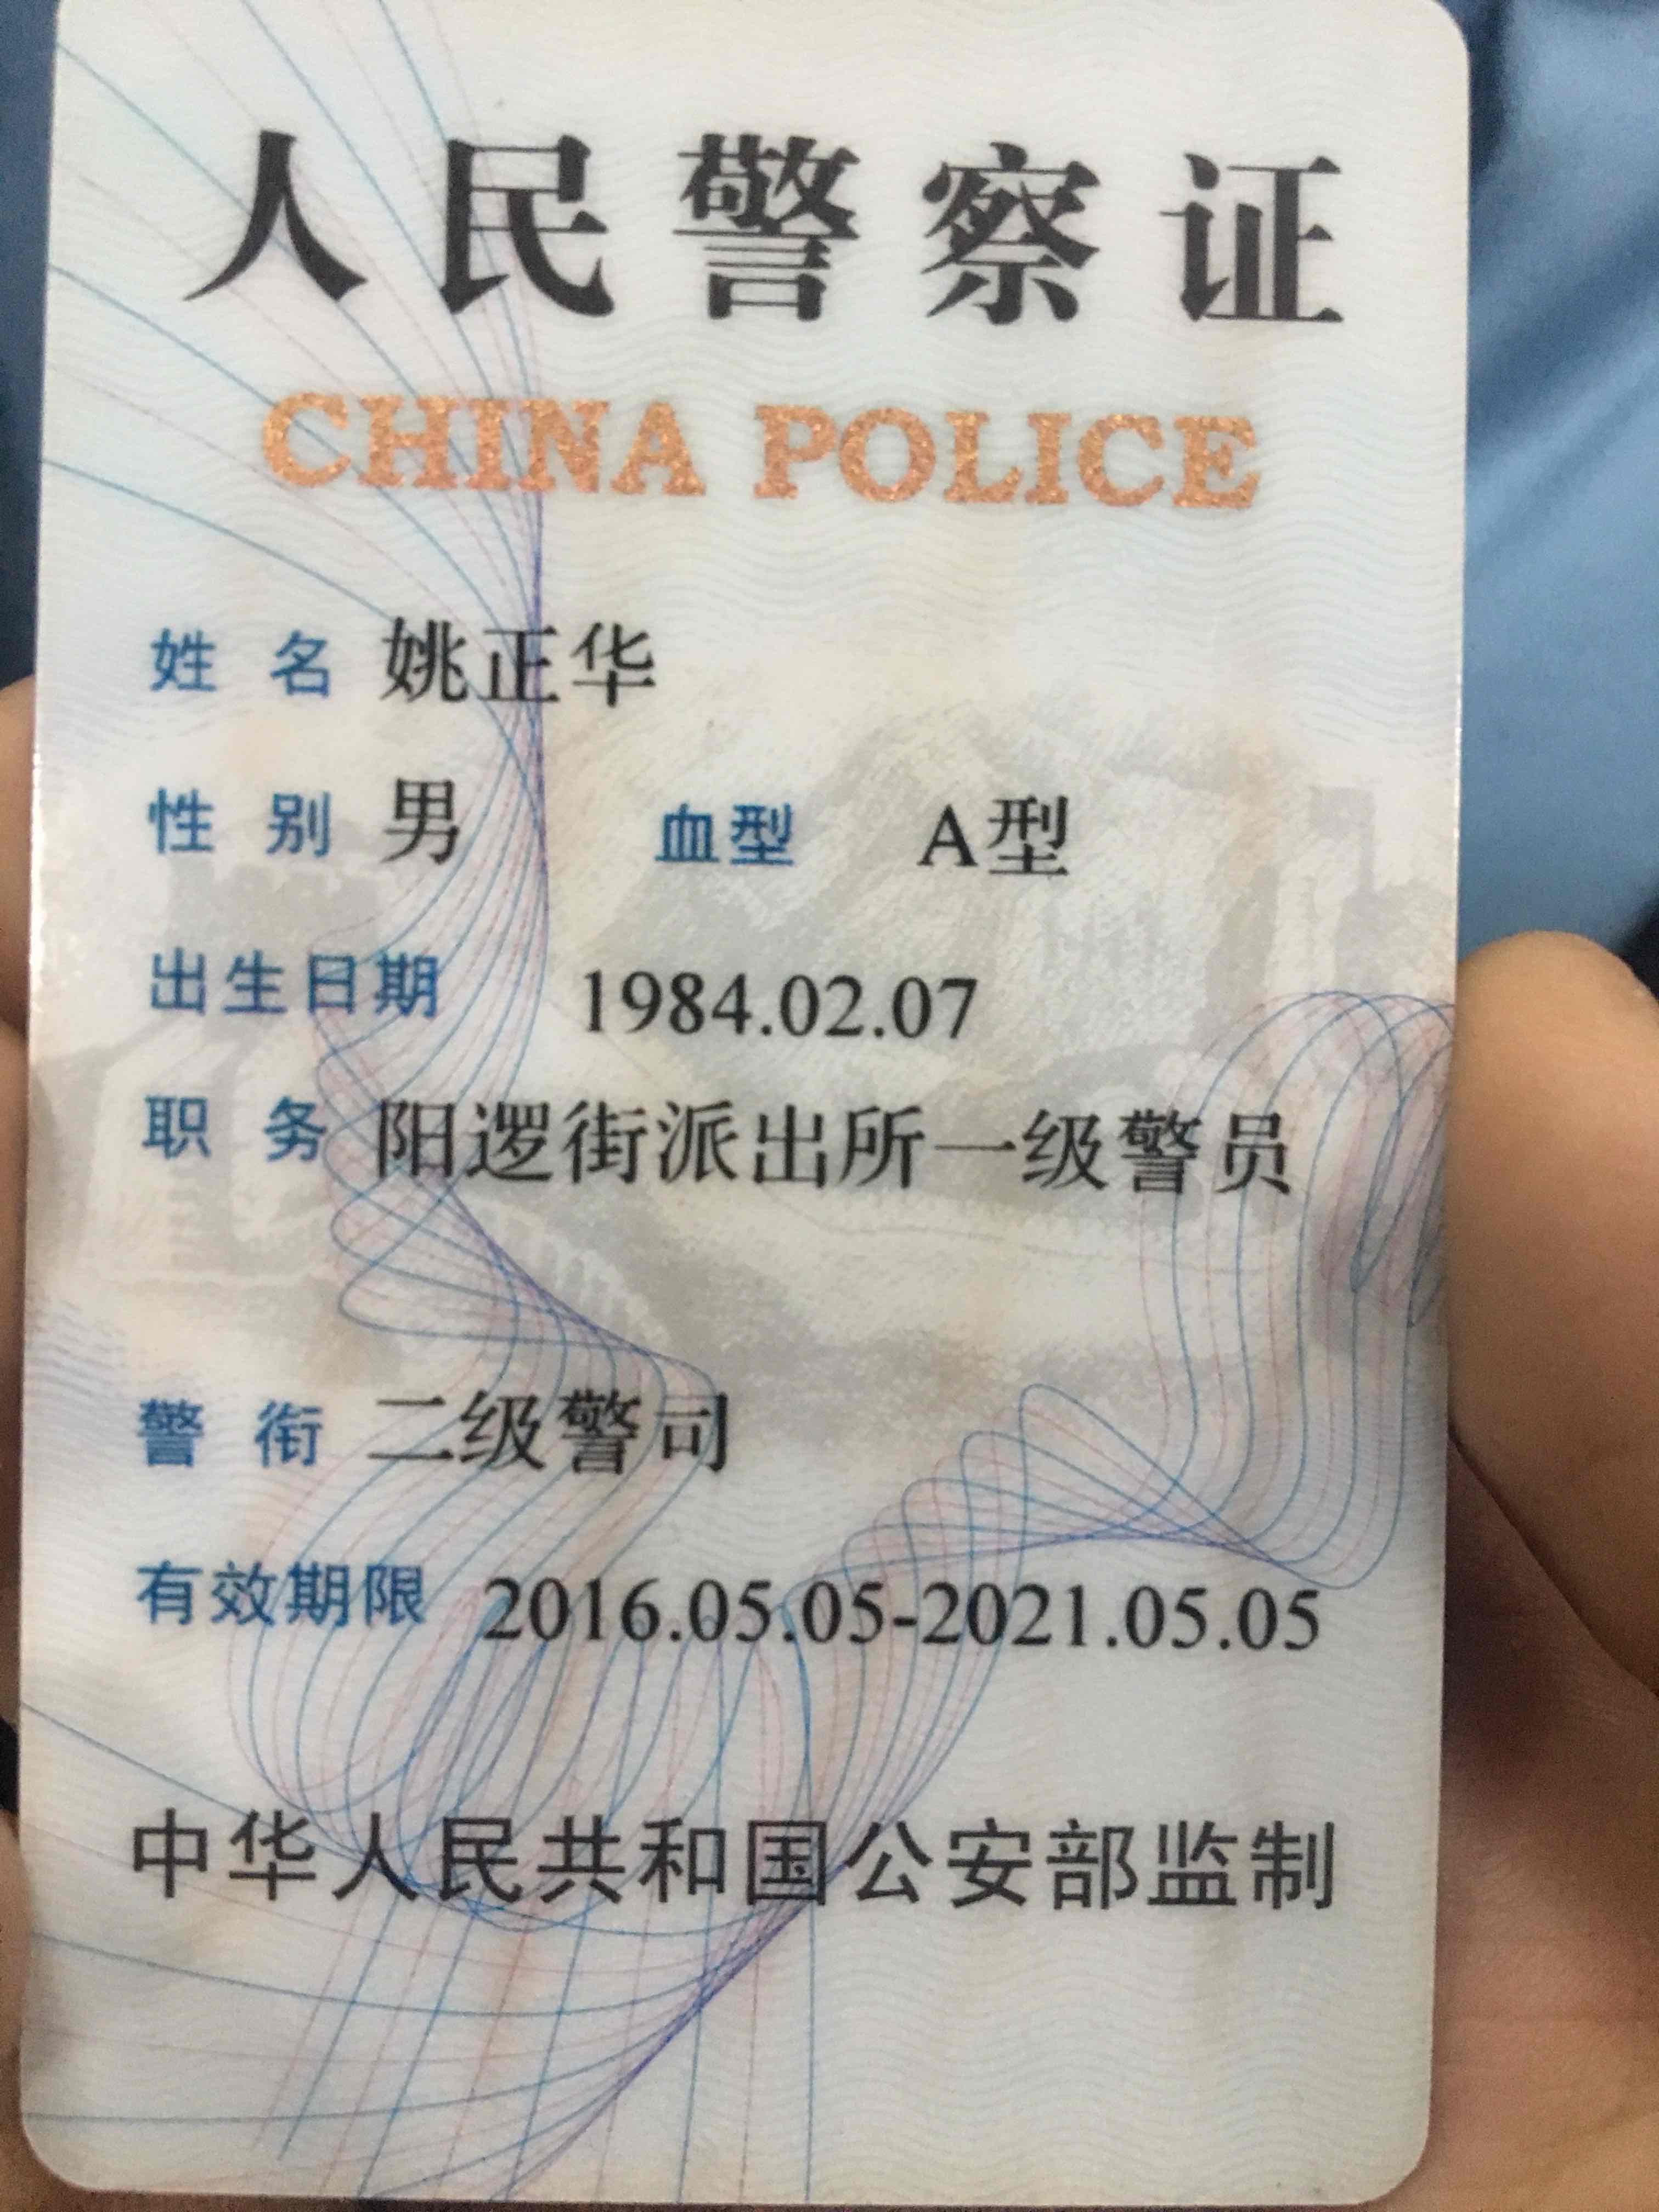 人民警察证
CHINA POLICE
姓名 姚正华
性别 男 血型 A型
出生日期 1984.02.07
职务 阳逻街派出所一级警员
警衔 二级警司
有效期限 2016.05.05-2021.05.05
中华人民共和国公安部监制